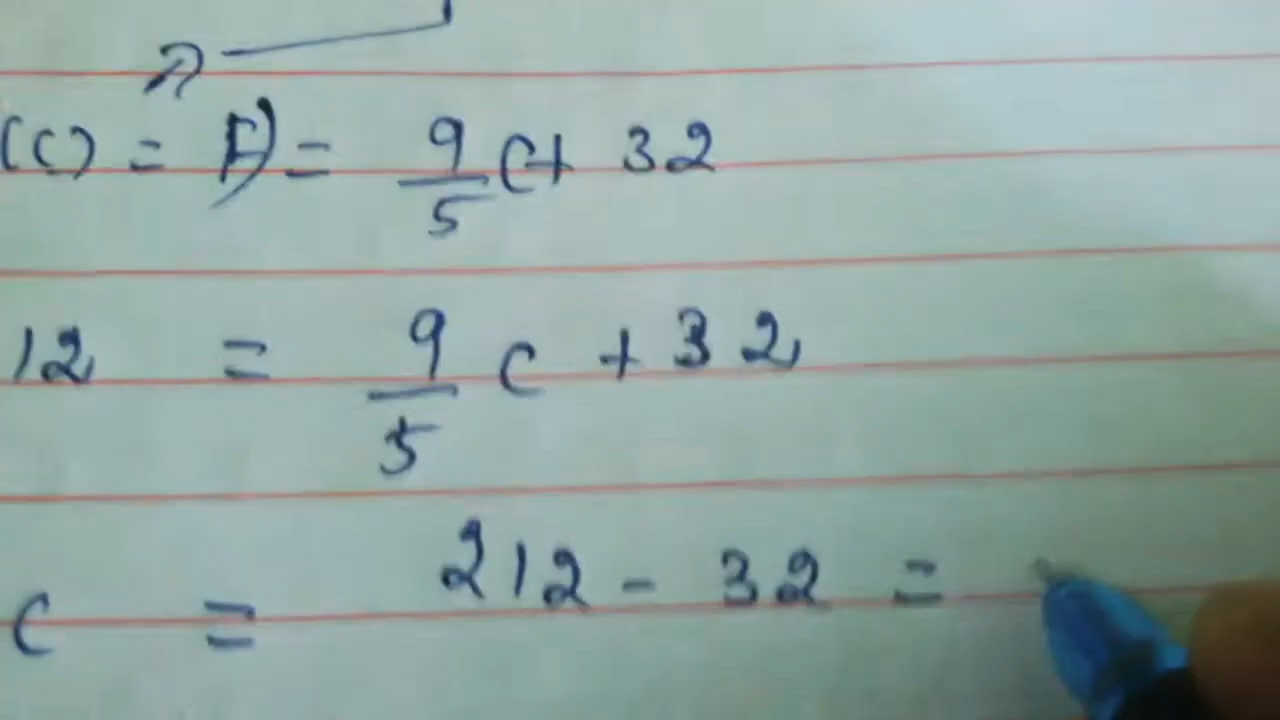 (C) = F) = 9/5 C + 32
12 = 9/5 C + 32
C = 212 - 32 =